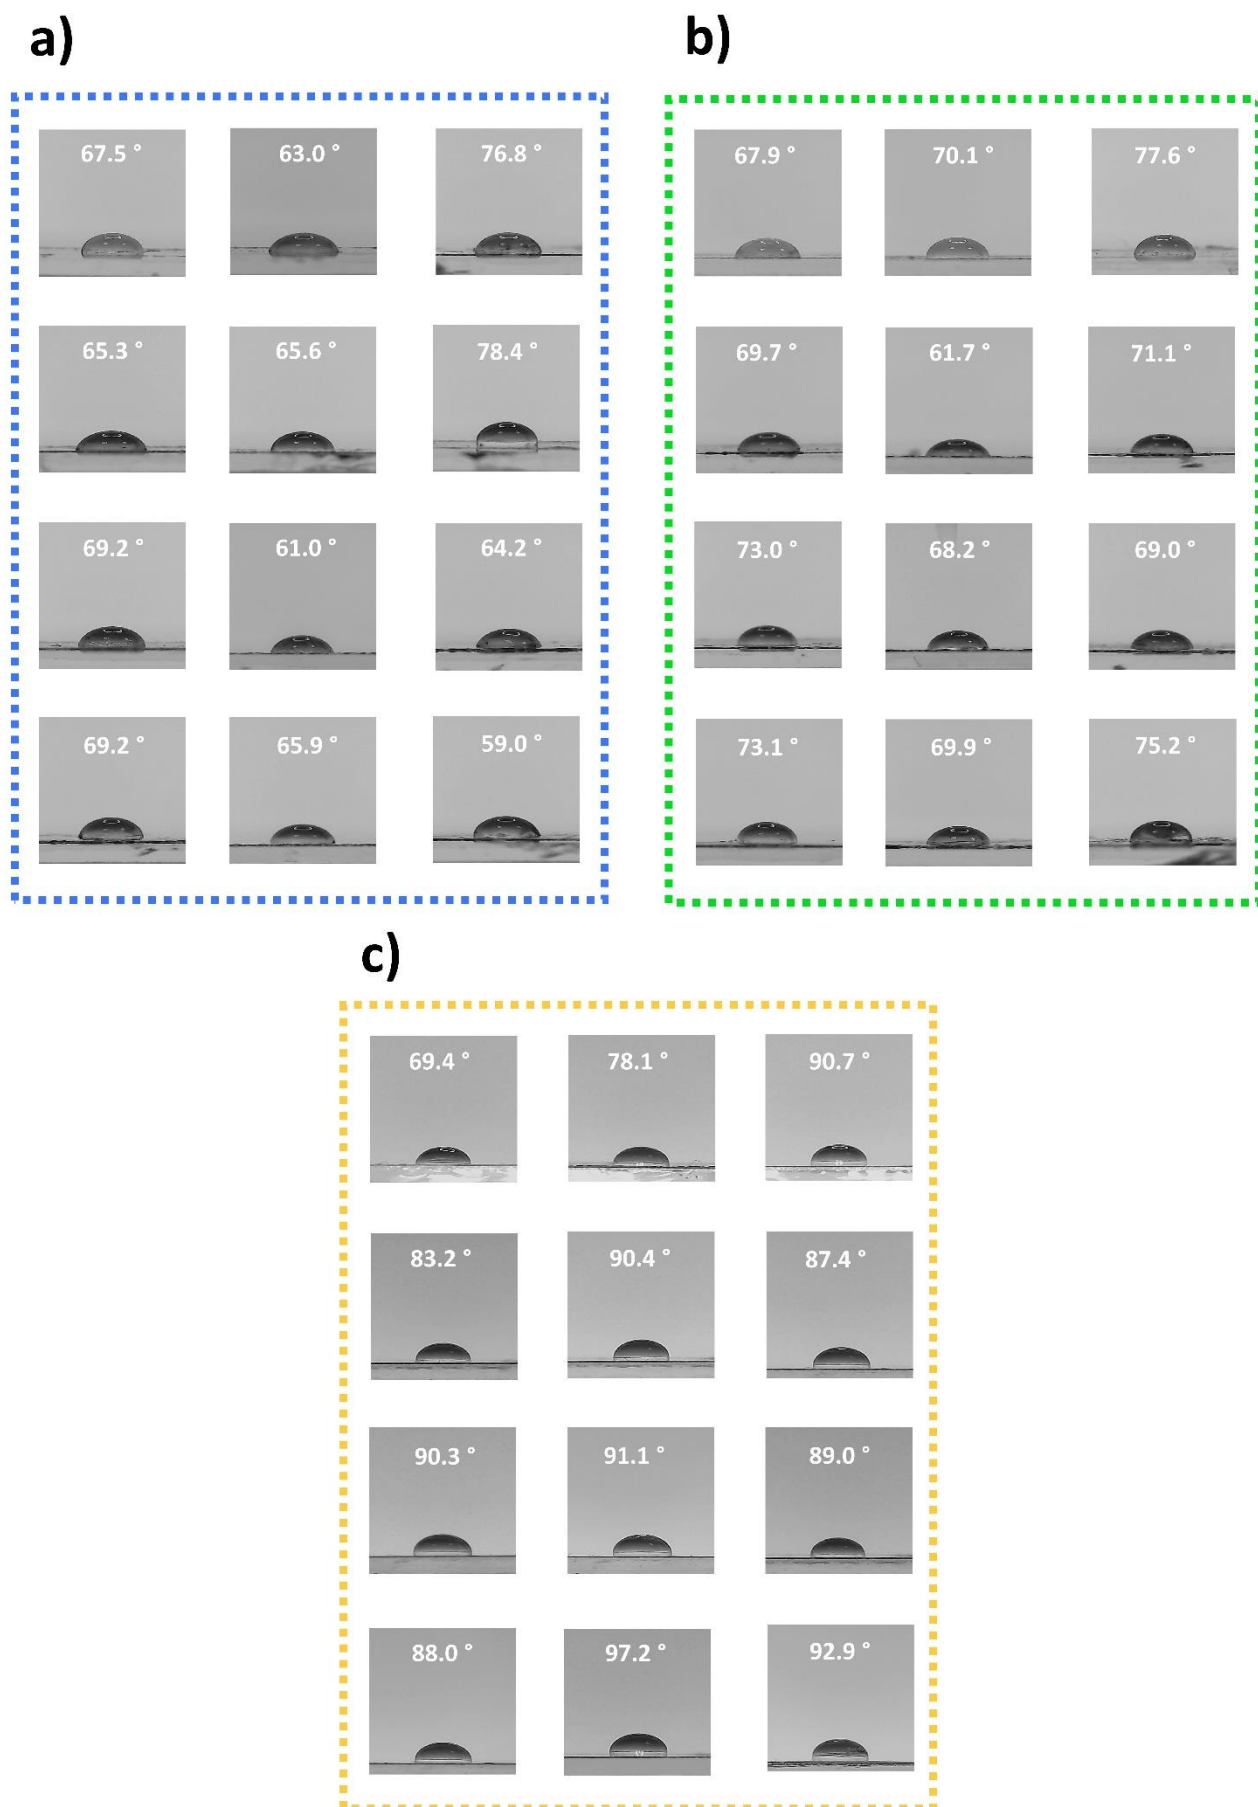 a)
67.5 ° 63.0 ° 76.8 °
65.3 ° 65.6 ° 78.4 °
69.2 ° 61.0 ° 64.2 °
69.2 ° 65.9 ° 59.0 °
b)
67.9 ° 70.1 ° 77.6 °
69.7 ° 61.7 ° 71.1 °
73.0 ° 68.2 ° 69.0 °
73.1 ° 69.9 ° 75.2 °
c)
69.4 ° 78.1 ° 90.7 °
83.2 ° 90.4 ° 87.4 °
90.3 ° 91.1 ° 89.0 °
88.0 ° 97.2 ° 92.9 °